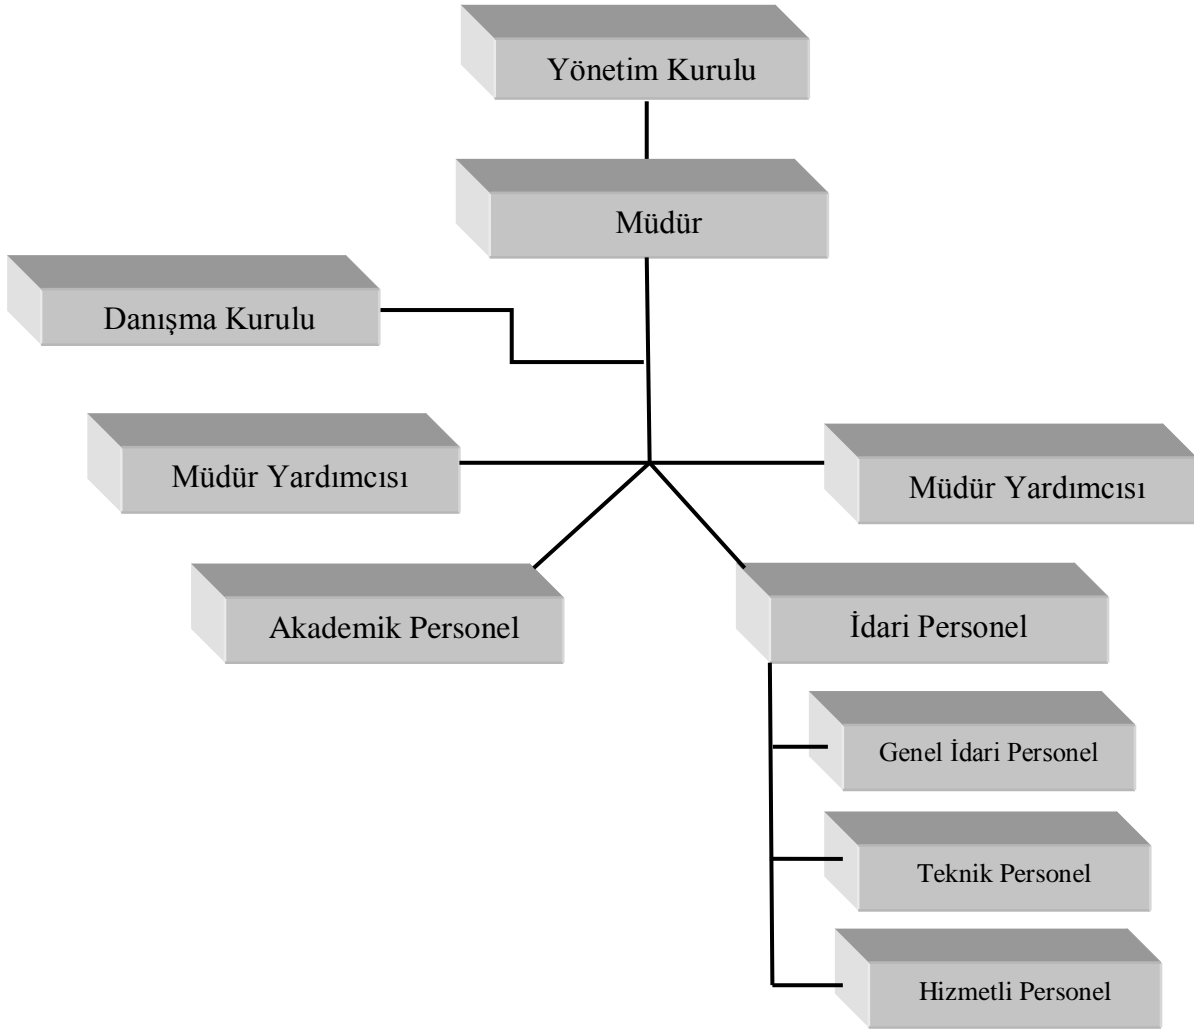 Yönetim Kurulu
Müdür
Danışma Kurulu
Müdür Yardımcısı
Müdür Yardımcısı
Akademik Personel
İdari Personel
Genel İdari Personel
Teknik Personel
Hizmetli Personel